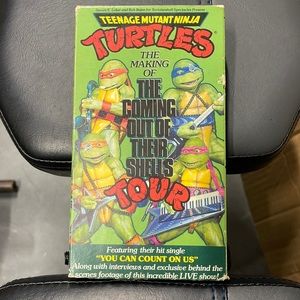 TEENAGE MUTANT NINJA
TURTLES
THE
MAKING
OF
THE
COMING
OUT OF
THEIR
SHELLS
TOUR
Featuring their hit single
"YOU CAN COUNT ON US"
Along with interviews and exclusive behind the
scenes footage of this incredible LIVE show!